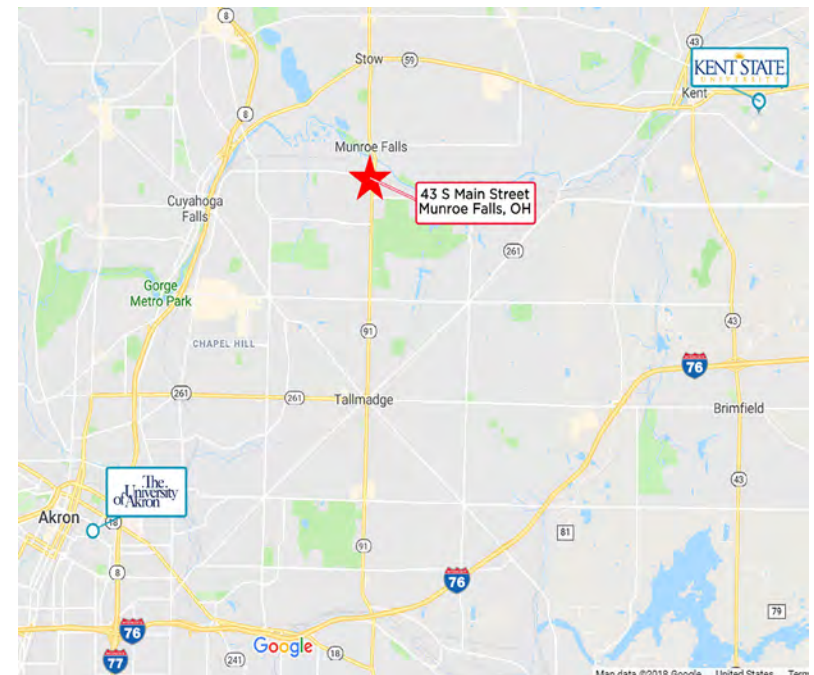 8
Stow
59
43
KENT STATE
UNIVERSITY
Kent
8
Munroe Falls
43 S Main Street
Munroe Falls, OH
Cuyahoga
Falls
261
Gorge
Metro Park
43
91
CHAPEL HILL
76
261
261
Tallmadge
Brimfield
43
The
University
of Akron
Akron
18
81
91
8
76
79
76
Google
18
77
241
Map data ©2018 Google United States Terms